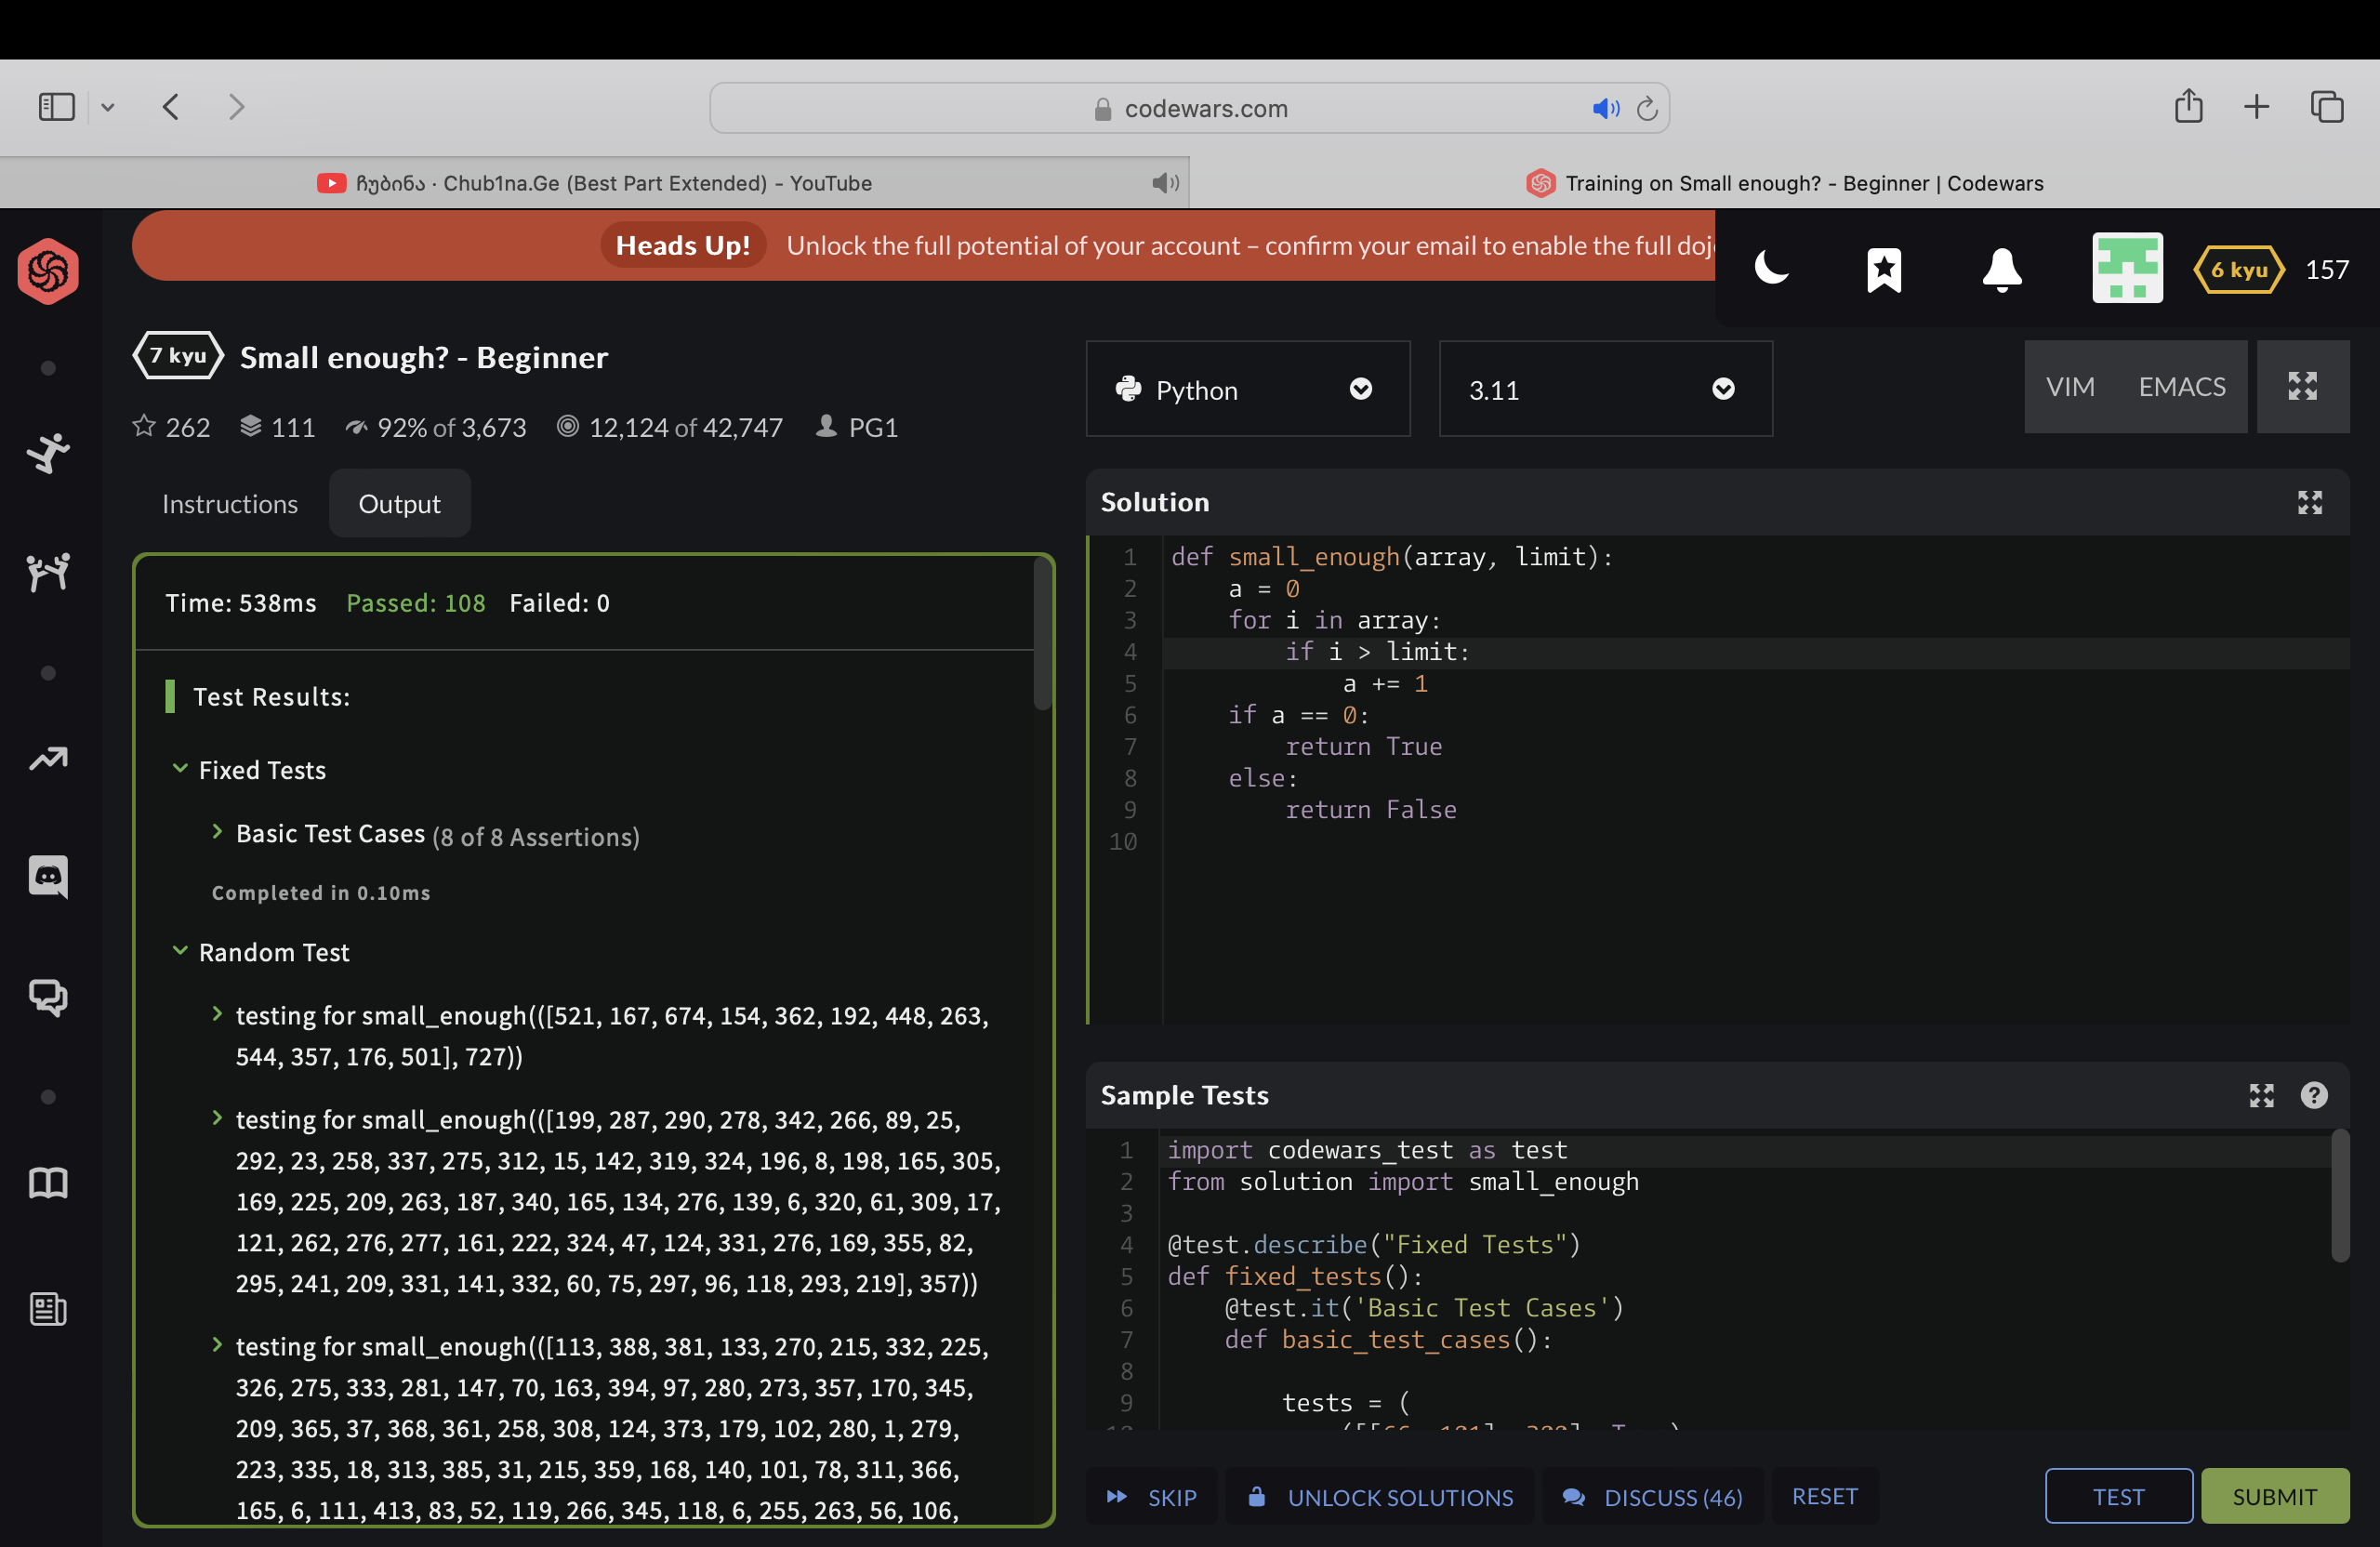 codewars.com
ჩუბინა · Chub1na.Ge (Best Part Extended) - YouTube
Training on Small enough? - Beginner | Codewars
Heads Up! Unlock the full potential of your account – confirm your email to enable the full
6 kyu 157
7 kyu Small enough? - Beginner
262 111 92% of 3,673 12,124 of 42,747 PG1
Instructions Output
Time: 538ms Passed: 108 Failed: 0
Test Results:
Fixed Tests
Basic Test Cases (8 of 8 Assertions)
Completed in 0.10ms
Random Test
testing for small_enough(([521, 167, 674, 154, 362, 192, 448, 263,
544, 357, 176, 501], 727))
testing for small_enough(([199, 287, 290, 278, 342, 266, 89, 25,
292, 23, 258, 337, 275, 312, 15, 142, 319, 324, 196, 8, 198, 165, 305,
169, 225, 209, 263, 187, 340, 165, 134, 276, 139, 6, 320, 61, 309, 17,
121, 262, 276, 277, 161, 222, 324, 47, 124, 331, 276, 169, 355, 82,
295, 241, 209, 331, 141, 332, 60, 75, 297, 96, 118, 293, 219], 357))
testing for small_enough(([113, 388, 381, 133, 270, 215, 332, 225,
326, 275, 333, 281, 147, 70, 163, 394, 97, 280, 273, 357, 170, 345,
209, 365, 37, 368, 361, 258, 308, 124, 373, 179, 102, 280, 1, 279,
223, 335, 18, 313, 385, 31, 215, 359, 168, 140, 101, 78, 311, 366,
165, 6, 111, 413, 83, 52, 119, 266, 345, 118, 6, 255, 263, 56, 106,
Python 3.11 VIM EMACS
Solution
1 def small_enough(array, limit):
2     a = 0
3     for i in array:
4         if i > limit:
5             a += 1
6     if a == 0:
7         return True
8     else:
9         return False
10
Sample Tests
1 import codewars_test as test
2 from solution import small_enough
3
4 @test.describe("Fixed Tests")
5 def fixed_tests():
6     @test.it('Basic Test Cases')
7     def basic_test_cases():
8
9         tests = (
SKIP UNLOCK SOLUTIONS DISCUSS (46) RESET TEST SUBMIT